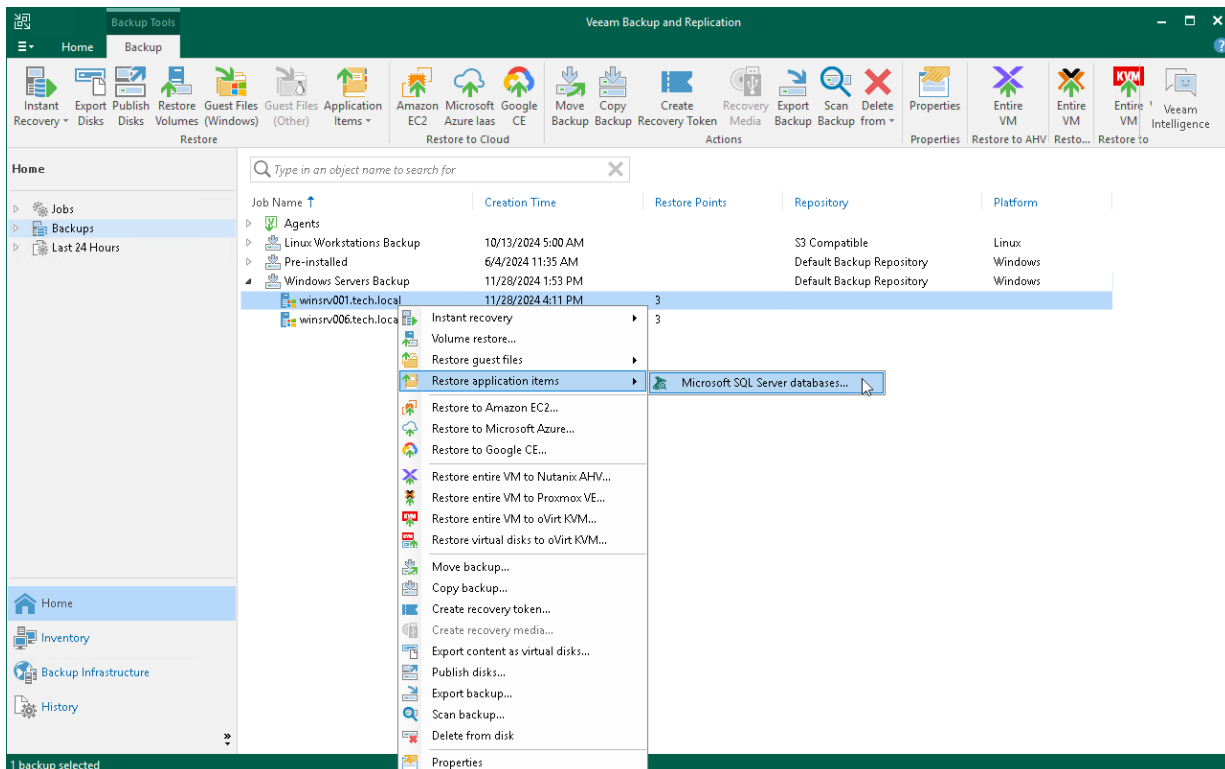 Backup Tools
Veeam Backup and Replication
Home
Backup
Instant Recovery
Export Disks
Publish Disks
Restore Volumes
Guest Files (Windows)
Guest Files (Other)
Application Items
Amazon EC2
Microsoft Azure Iaas
Google CE
Move Backup
Copy Backup
Create Recovery Token
Recovery Media
Export Backup
Scan Backup
Delete from
Properties
Entire VM
Entire VM
Entire VM
Veeam Intelligence
Restore
Restore to Cloud
Actions
Properties
Restore to AHV
Resto...
Restore to
Home
Jobs
Backups
Last 24 Hours
Type in an object name to search for
Job Name Creation Time Restore Points Repository Platform
Agents
Linux Workstations Backup 10/13/2024 5:00 AM S3 Compatible Linux
Pre-installed 6/4/2024 11:35 AM Default Backup Repository Windows
Windows Servers Backup 11/28/2024 1:53 PM Default Backup Repository Windows
winsrv001.tech.local 11/28/2024 4:11 PM 3
winsrv006.tech.loca 3
Instant recovery
Volume restore...
Restore guest files
Restore application items
Microsoft SQL Server databases...
Restore to Amazon EC2...
Restore to Microsoft Azure...
Restore to Google CE...
Restore entire VM to Nutanix AHV...
Restore entire VM to Proxmox VE...
Restore entire VM to oVirt KVM...
Restore virtual disks to oVirt KVM...
Move backup...
Copy backup...
Create recovery token...
Create recovery media...
Export content as virtual disks...
Publish disks...
Export backup...
Scan backup...
Delete from disk
Properties
Home
Inventory
Backup Infrastructure
History
1 backup selected